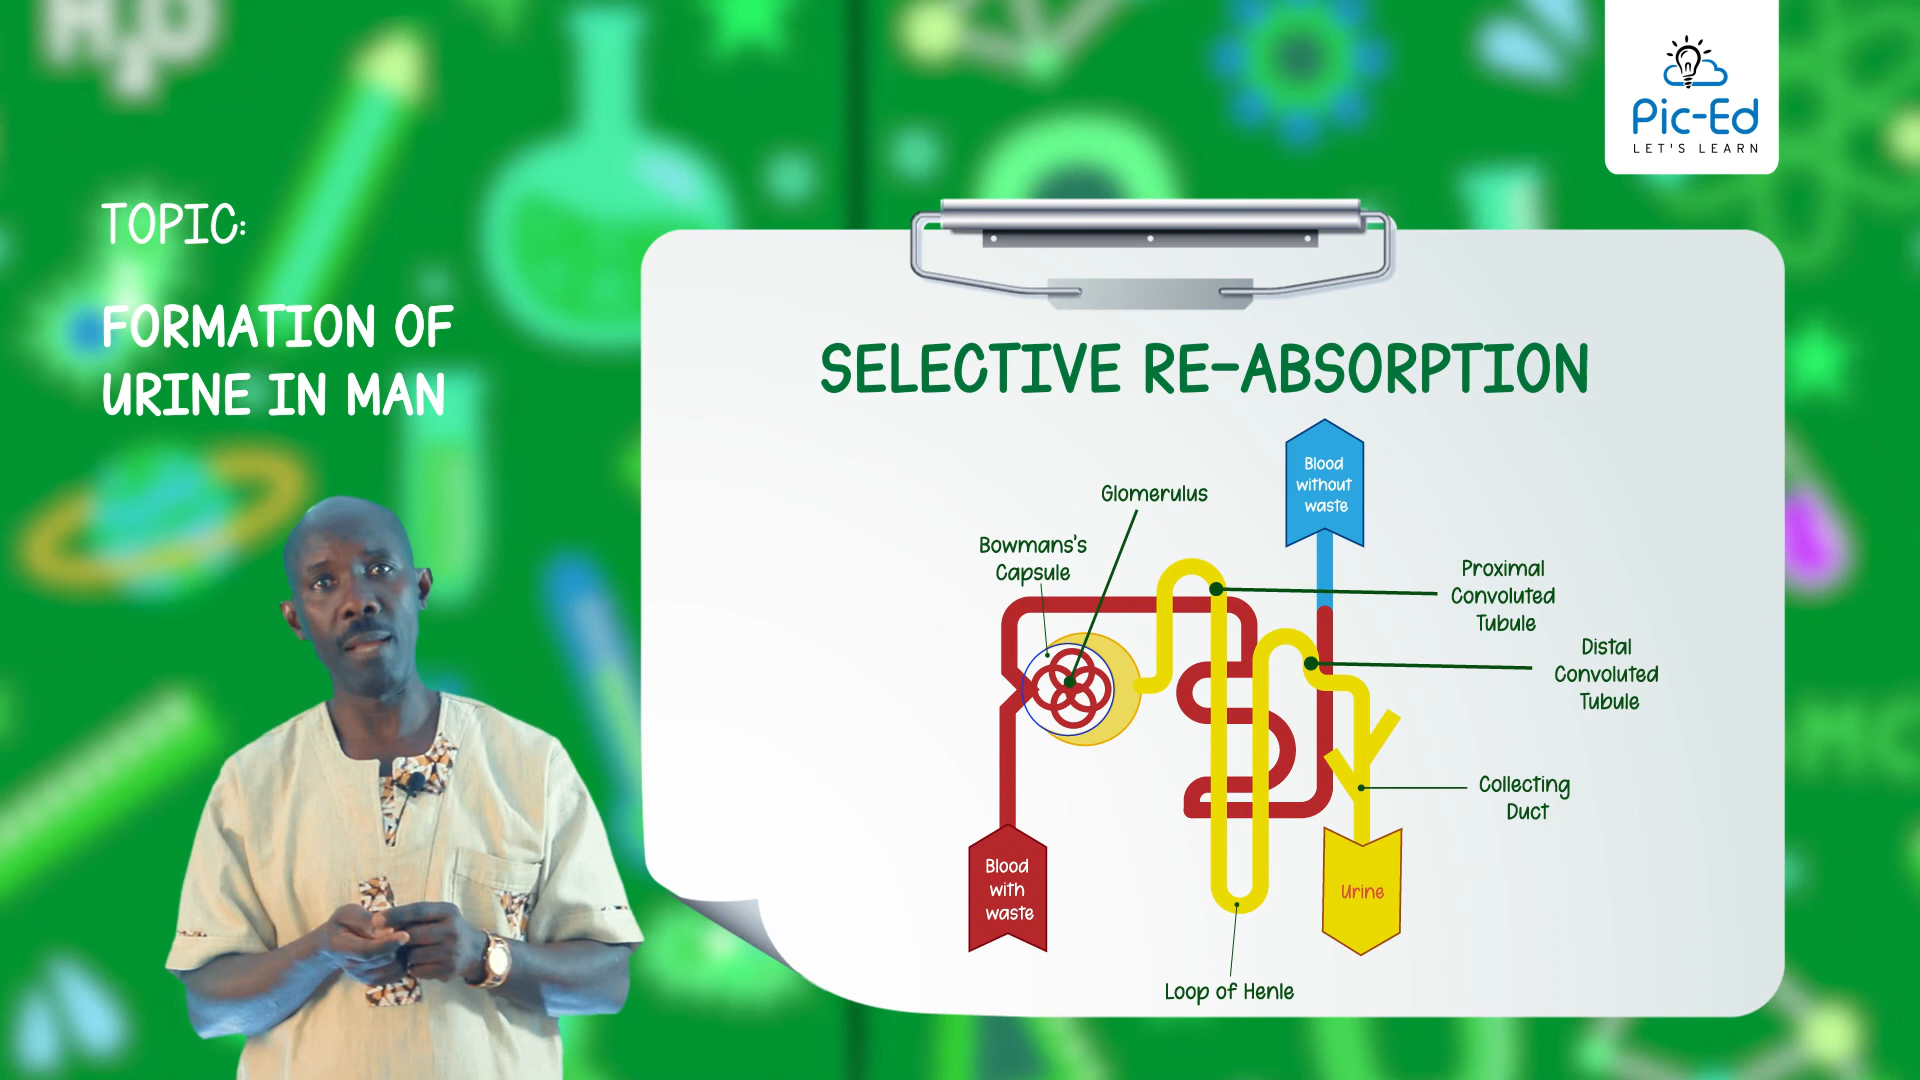 Pic-Ed
LET'S LEARN
TOPIC:
FORMATION OF
URINE IN MAN
SELECTIVE RE-ABSORPTION
Blood
without
waste
Glomerulus
Bowmans's
Capsule
Proximal
Convoluted
Tubule
Distal
Convoluted
Tubule
Collecting
Duct
Blood
with
waste
Urine
Loop of Henle